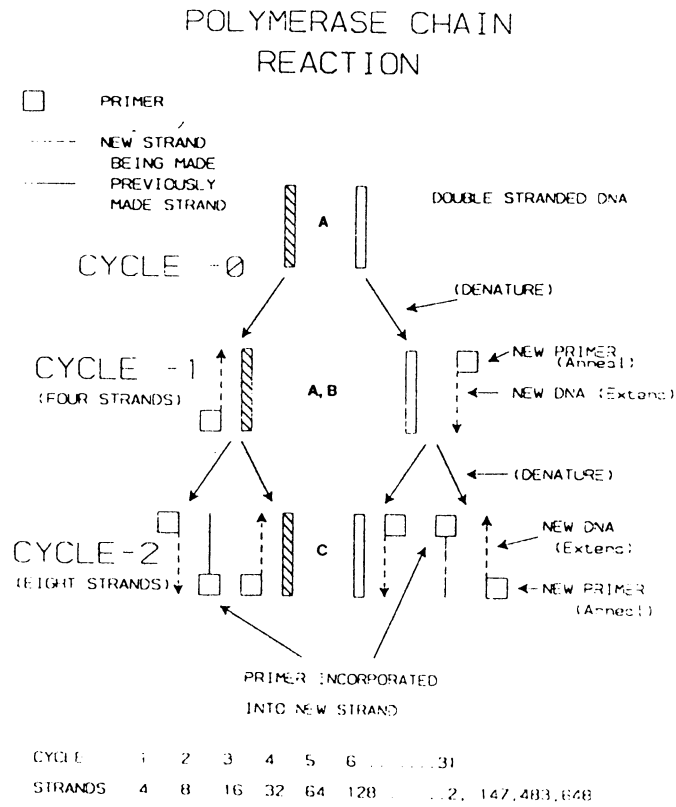 POLYMERASE CHAIN
REACTION
PRIMER
NEW STRAND
BEING MADE
PREVIOUSLY
MADE STRAND
DOUBLE STRANDED DNA
A
CYCLE -0
(DENATURE)
CYCLE -1
(FOUR STRANDS)
A, B
NEW PRIMER
(Anneal)
NEW DNA (Extend)
(DENATURE)
CYCLE-2
(EIGHT STRANDS)
C
NEW DNA
(Extend)
NEW PRIMER
(Anneal)
PRIMER INCORPORATED
INTO NEW STRAND
CYCLE 1 2 3 4 5 6 . . . . . . 31
STRANDS 4 8 16 32 64 128 . . . 2, 147,483,648